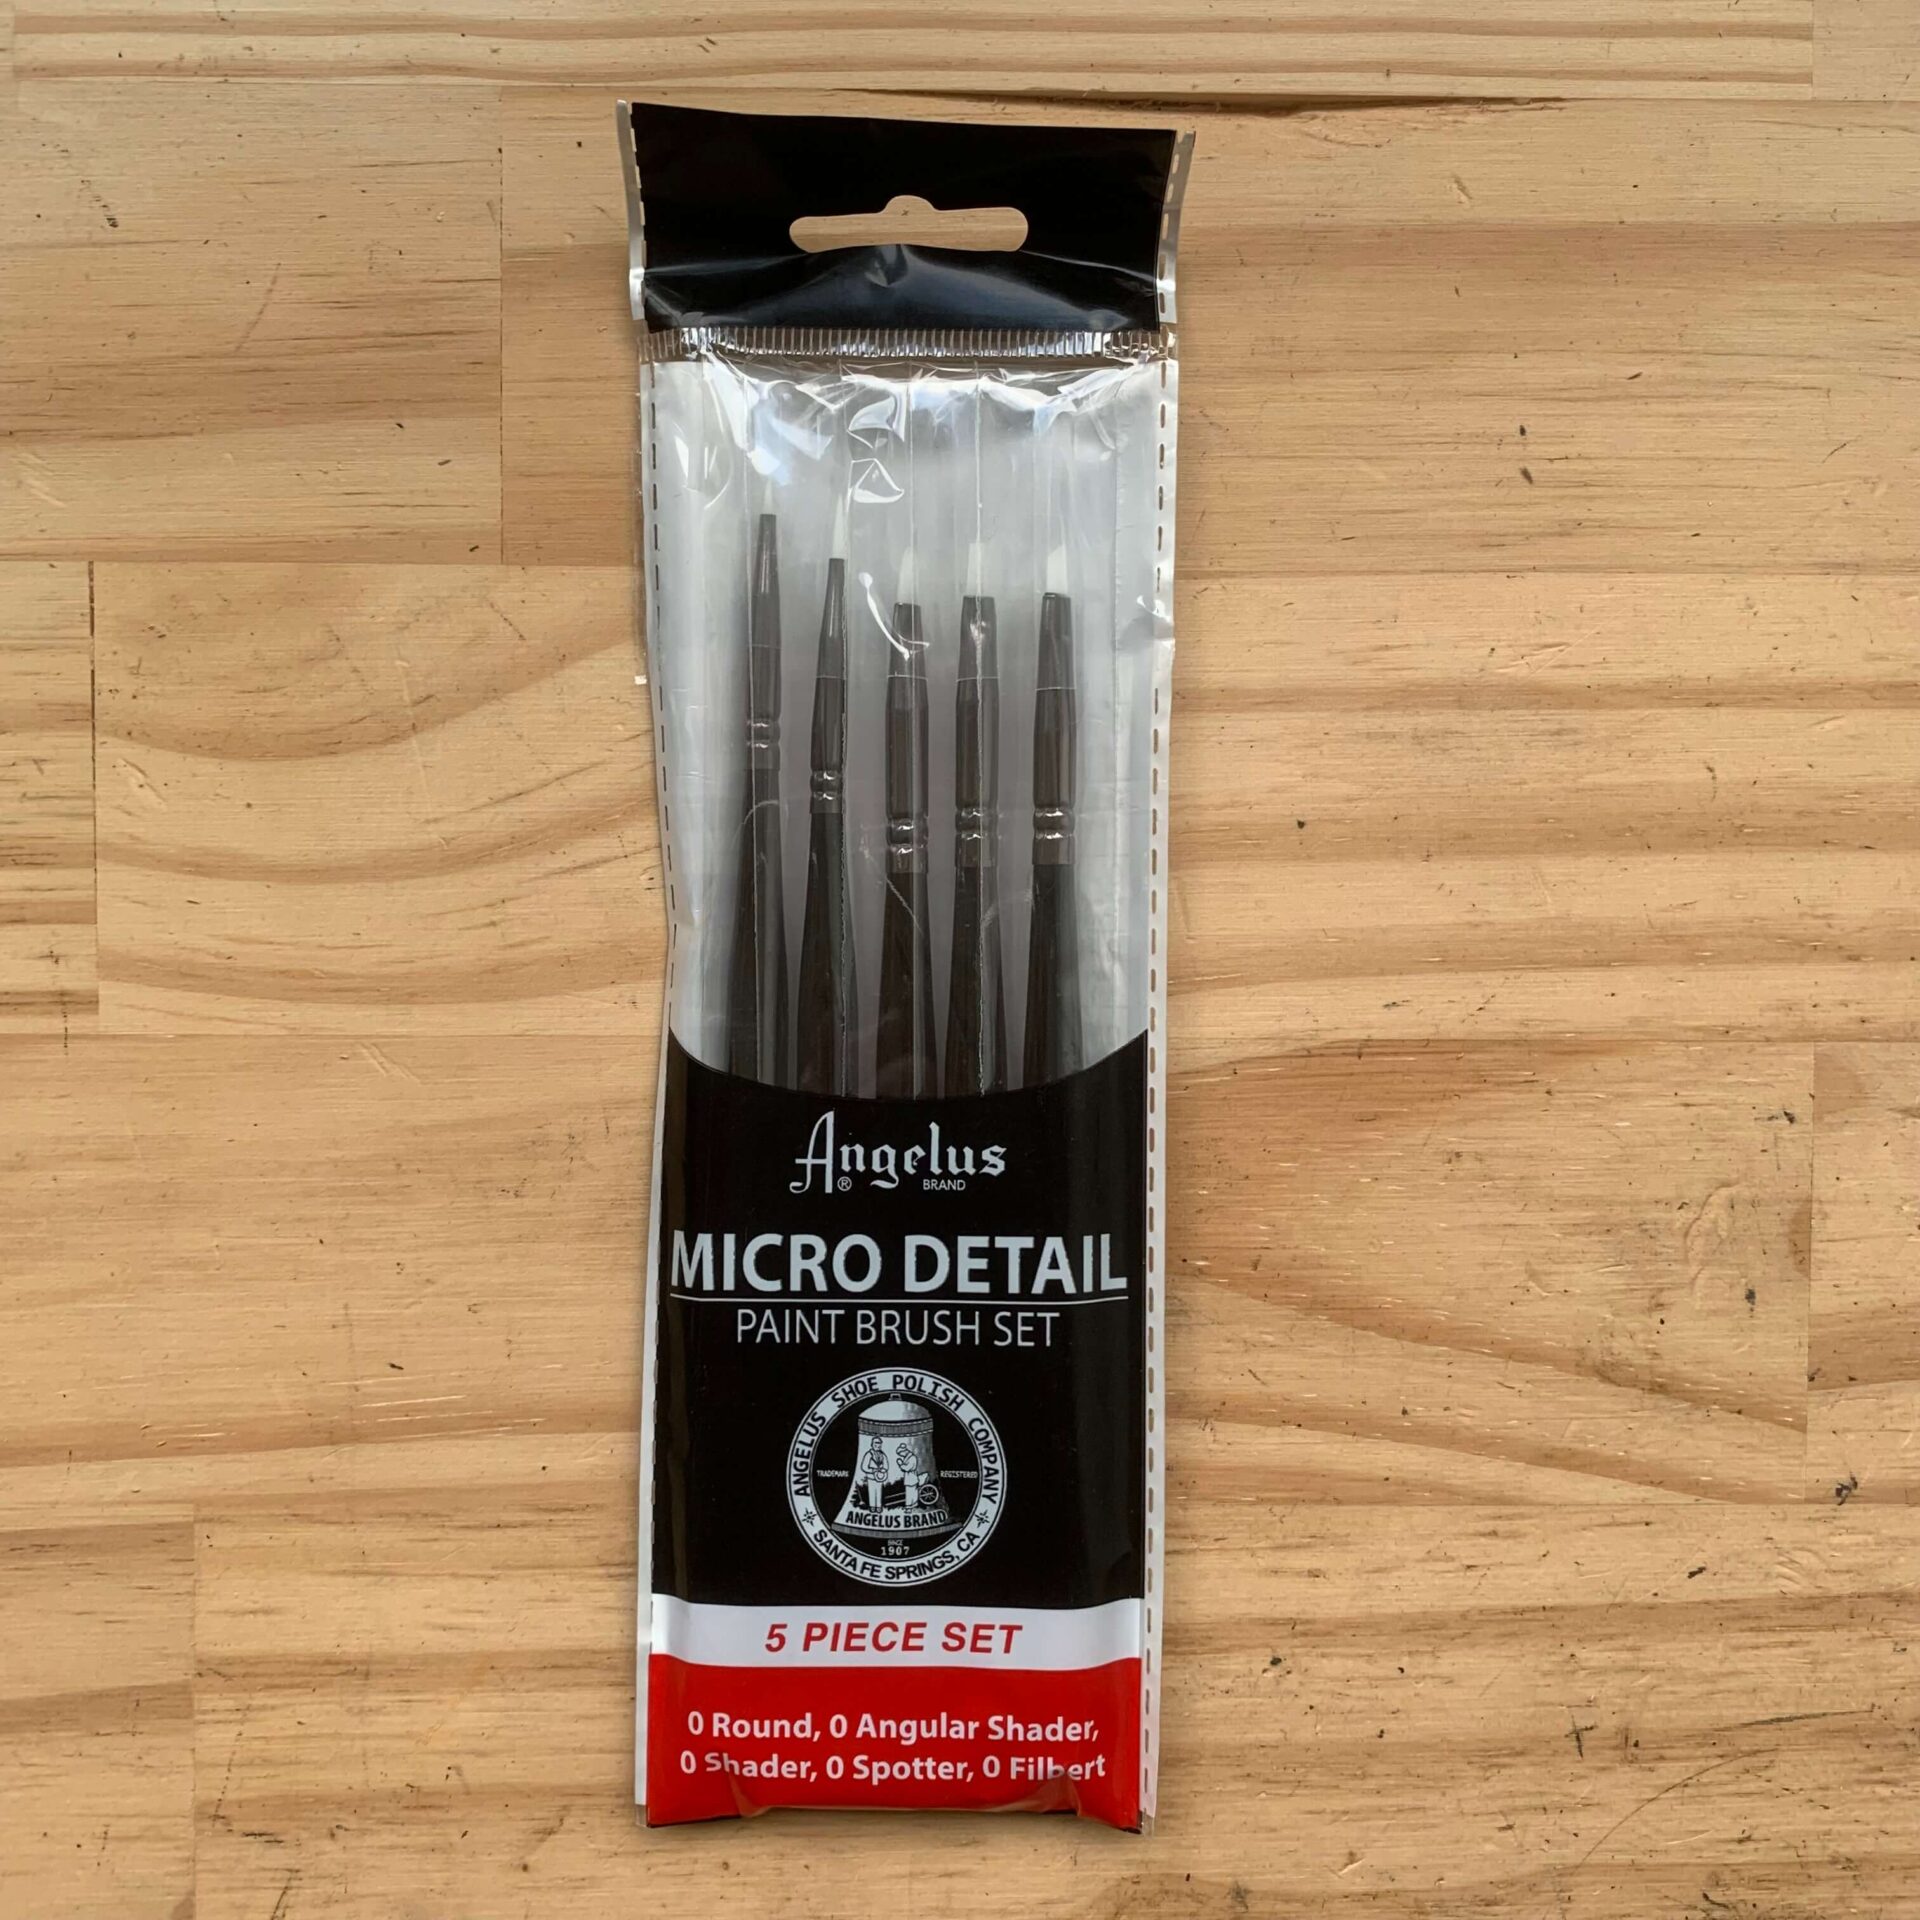 Angelus®
BRAND
MICRO DETAIL
PAINT BRUSH SET
ANGELUS SHOE POLISH COMPANY
TRADEMARK
REGISTERED
ANGELUS BRAND
SINCE
1907
SANTA FE SPRINGS, CA
5 PIECE SET
0 Round, 0 Angular Shader,
0 Shader, 0 Spotter, 0 Filbert